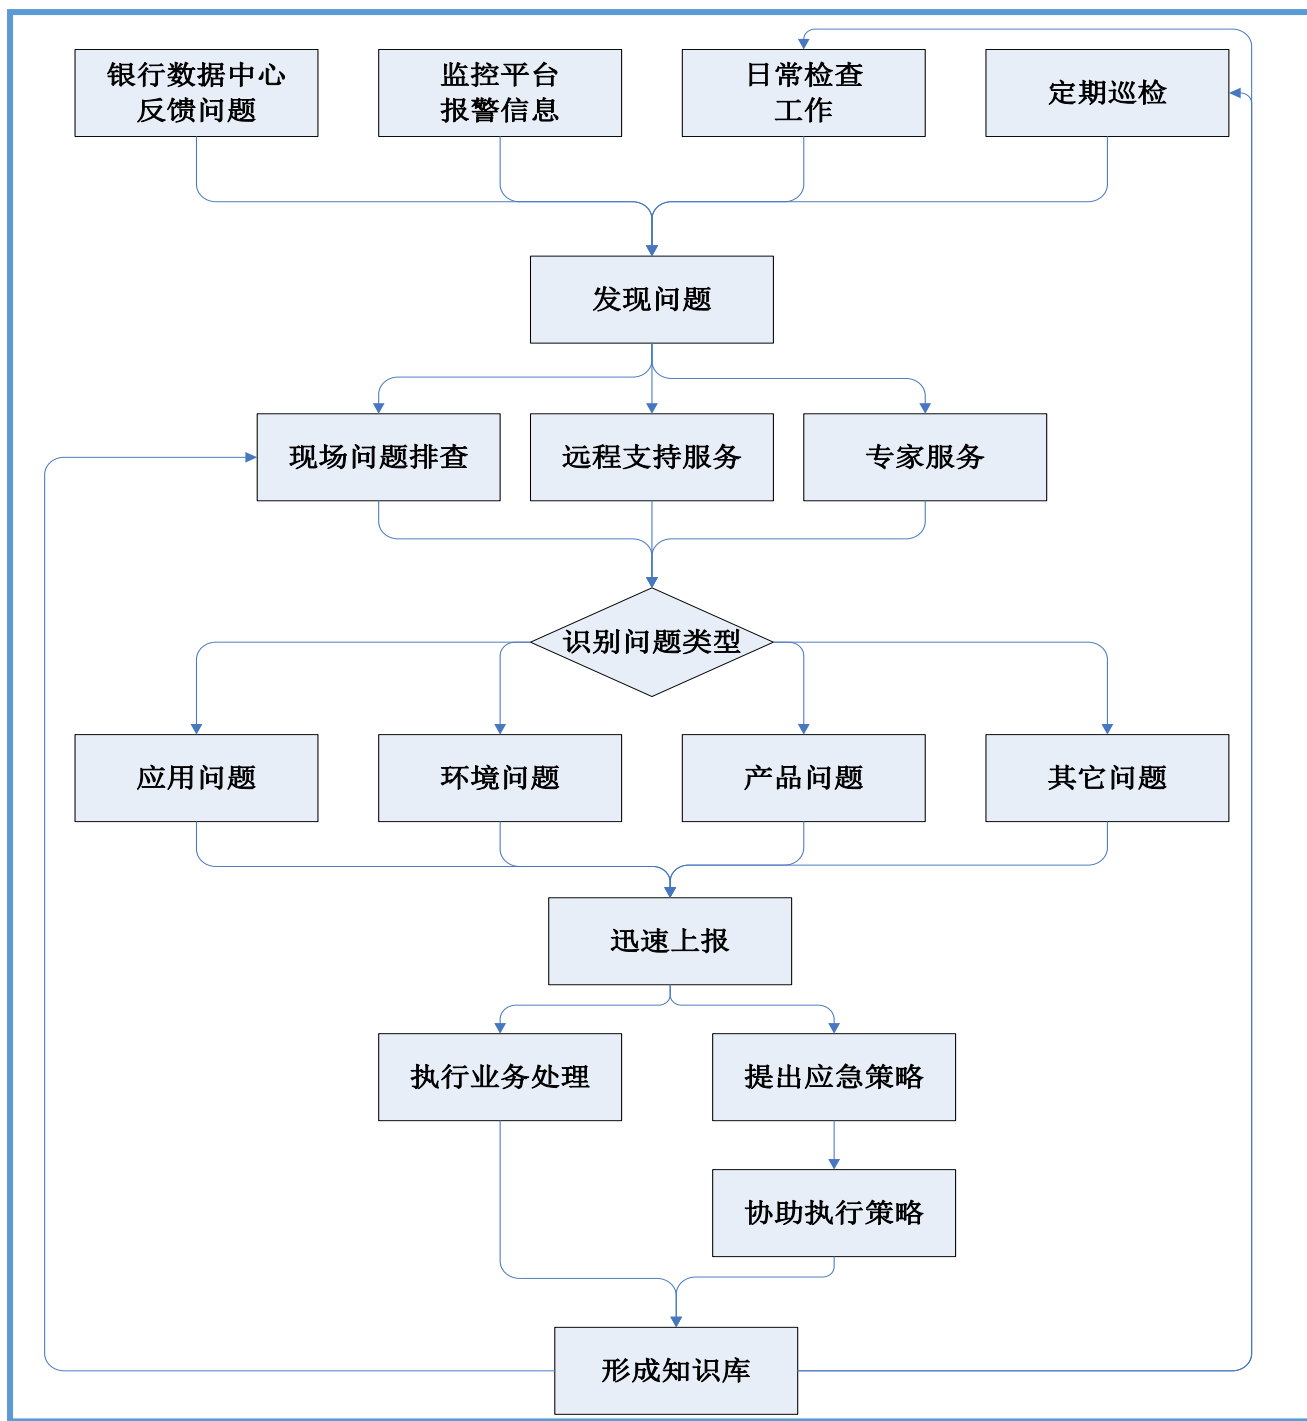 银行数据中心
反馈问题
监控平台
报警信息
日常检查
工作
定期巡检
发现问题
现场问题排查
远程支持服务
专家服务
识别问题类型
应用问题
环境问题
产品问题
其它问题
迅速上报
执行业务处理
提出应急策略
协助执行策略
形成知识库